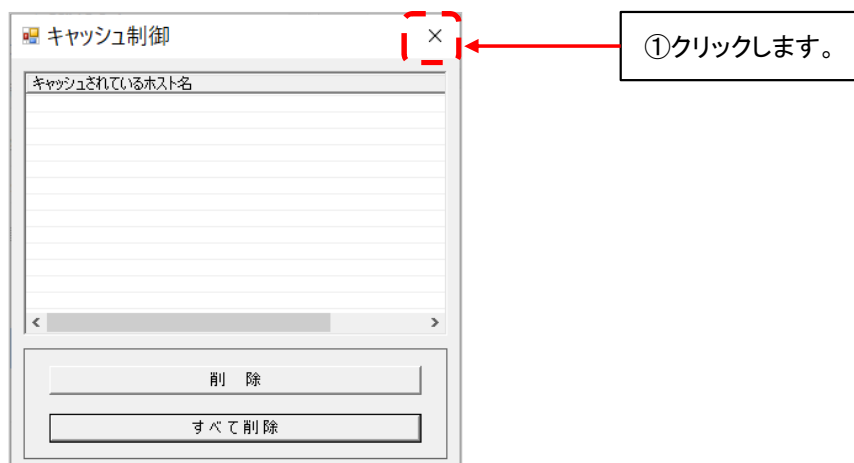 キャッシュ制御
①クリックします。
キャッシュされているホスト名
削　除
すべて削除